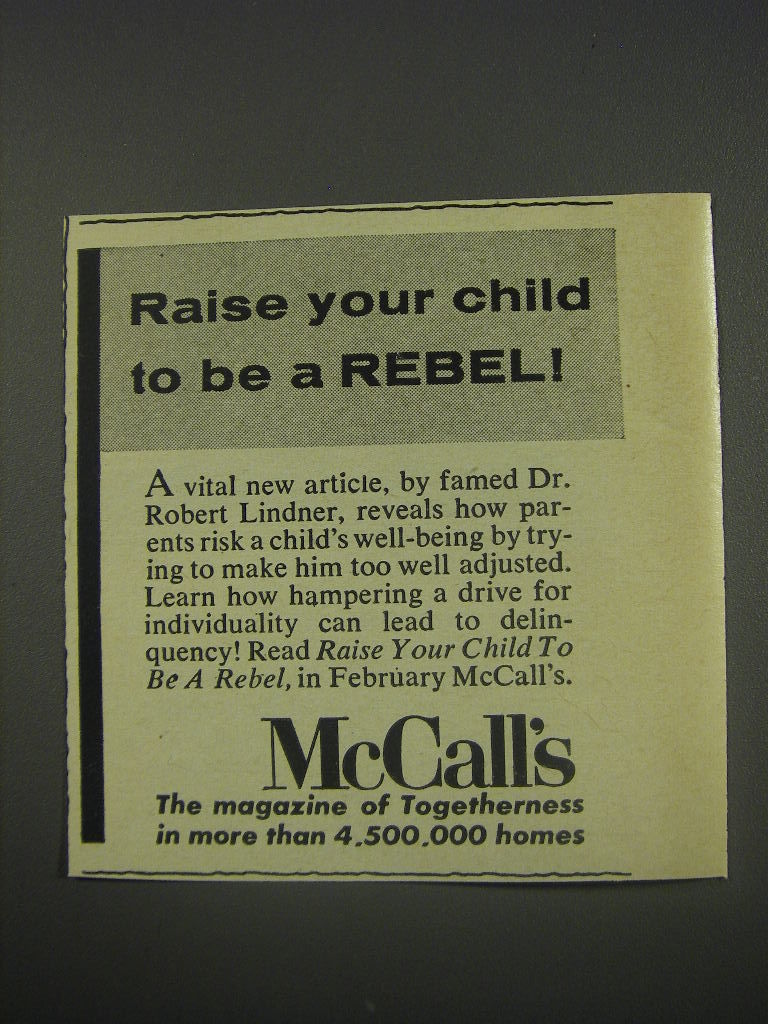 Raise your child
to be a REBEL!
A vital new article, by famed Dr.
Robert Lindner, reveals how par-
ents risk a child's well-being by try-
ing to make him too well adjusted.
Learn how hampering a drive for
individuality can lead to delin-
quency! Read Raise Your Child To
Be A Rebel, in February McCall's.
McCall's
The magazine of Togetherness
in more than 4,500,000 homes